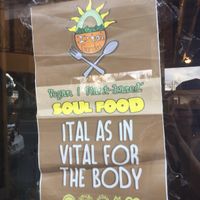 Vegan | Plant-Based
SOUL FOOD
ITAL AS IN
VITAL FOR
THE BODY